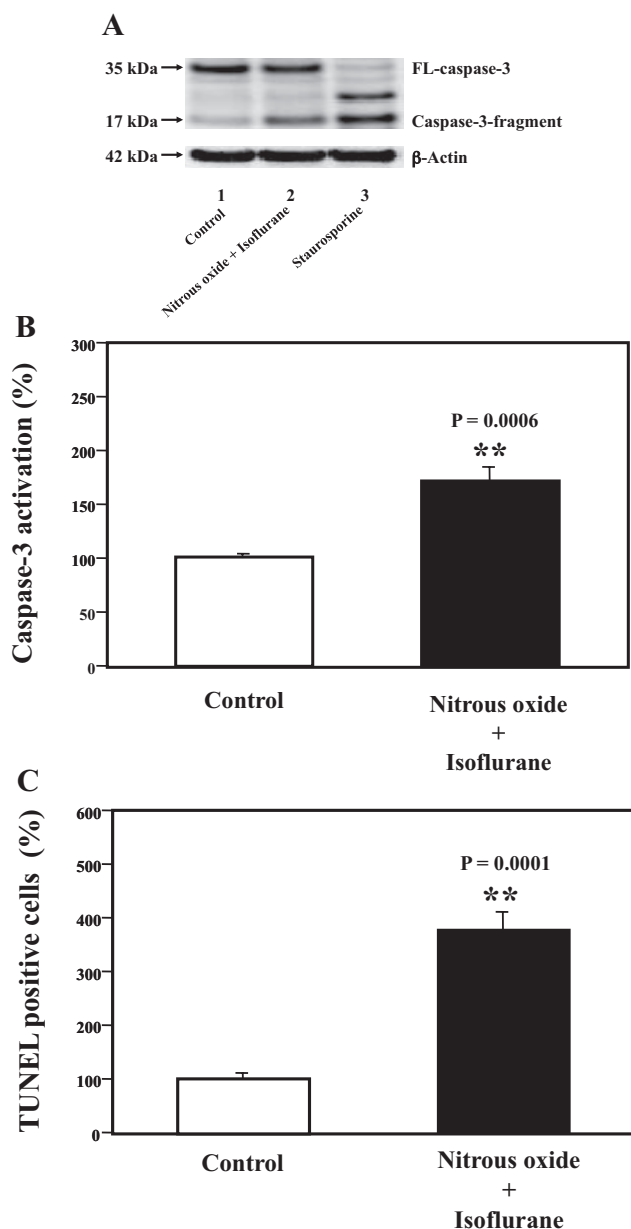 A
35 kDa FL-caspase-3
17 kDa Caspase-3-fragment
42 kDa β-Actin
1 2 3
Control
Nitrous oxide + Isoflurane
Staurosporine
B
Caspase-3 activation (%)
300
250
200
150
100
50
0
P = 0.0006
**
Control
Nitrous oxide
+
Isoflurane
C
TUNEL positive cells (%)
600
500
400
300
200
100
0
P = 0.0001
**
Control
Nitrous oxide
+
Isoflurane